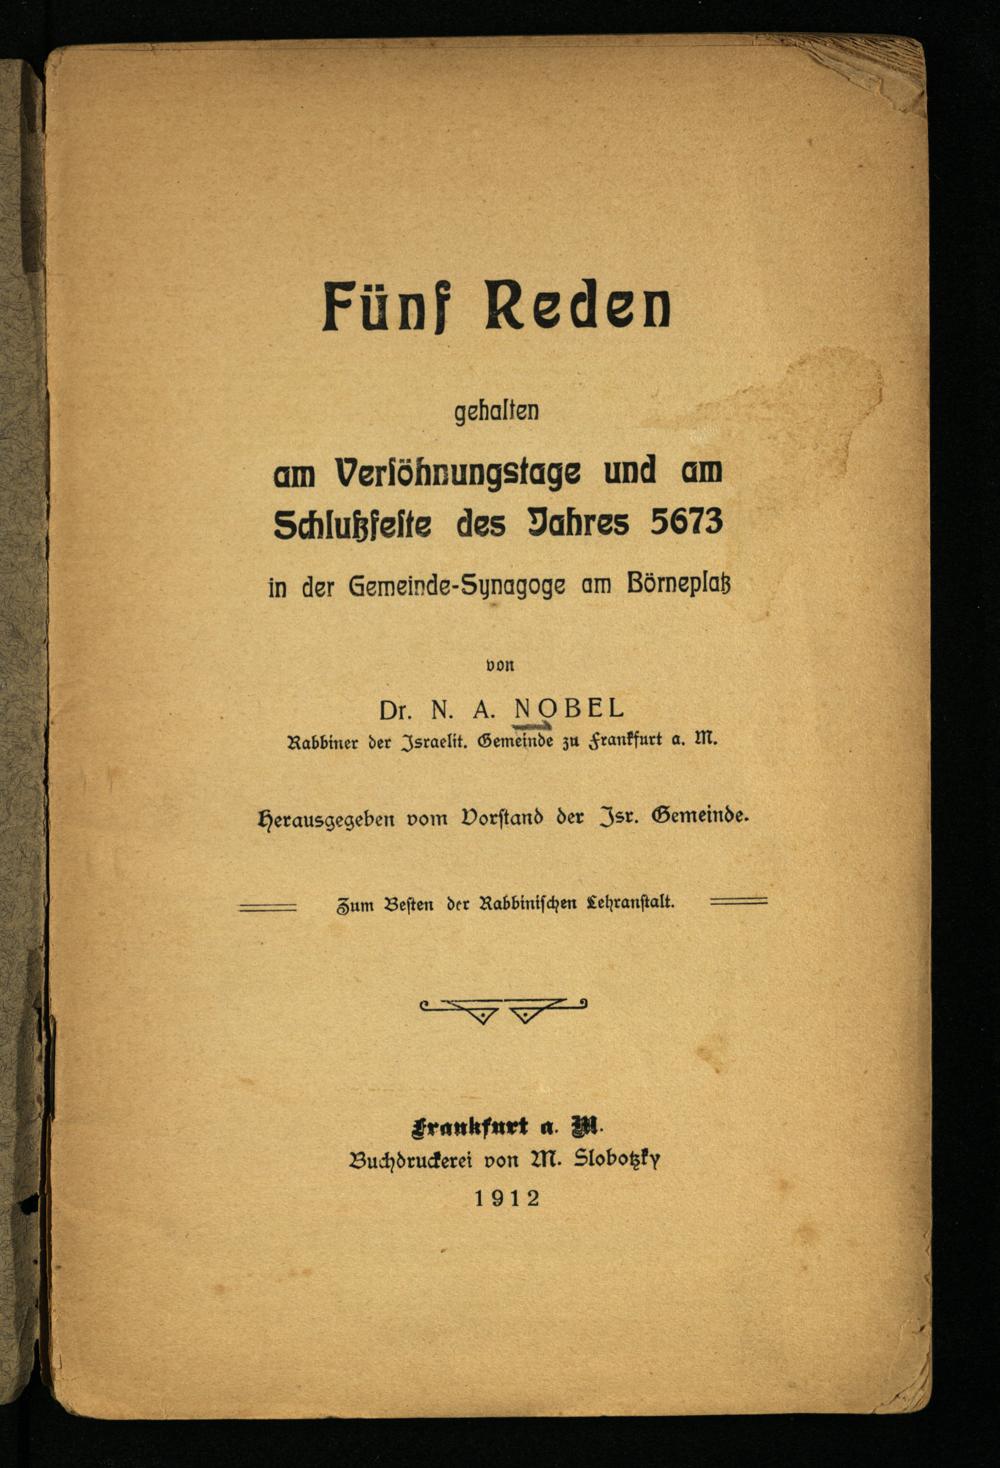 Fünf Reden
gehalten
am Versöhnungstage und am
Schlußfeste des Jahres 5673
in der Gemeinde-Synagoge am Börneplatz
von
Dr. N. A. NOBEL
Rabbiner der Israelit. Gemeinde zu Frankfurt a. M.
Herausgegeben vom Vorstand der Isr. Gemeinde.
Zum Besten der Rabbinischen Lehranstalt.
Frankfurt a. M.
Buchdruckerei von M. Slobotzky
1912